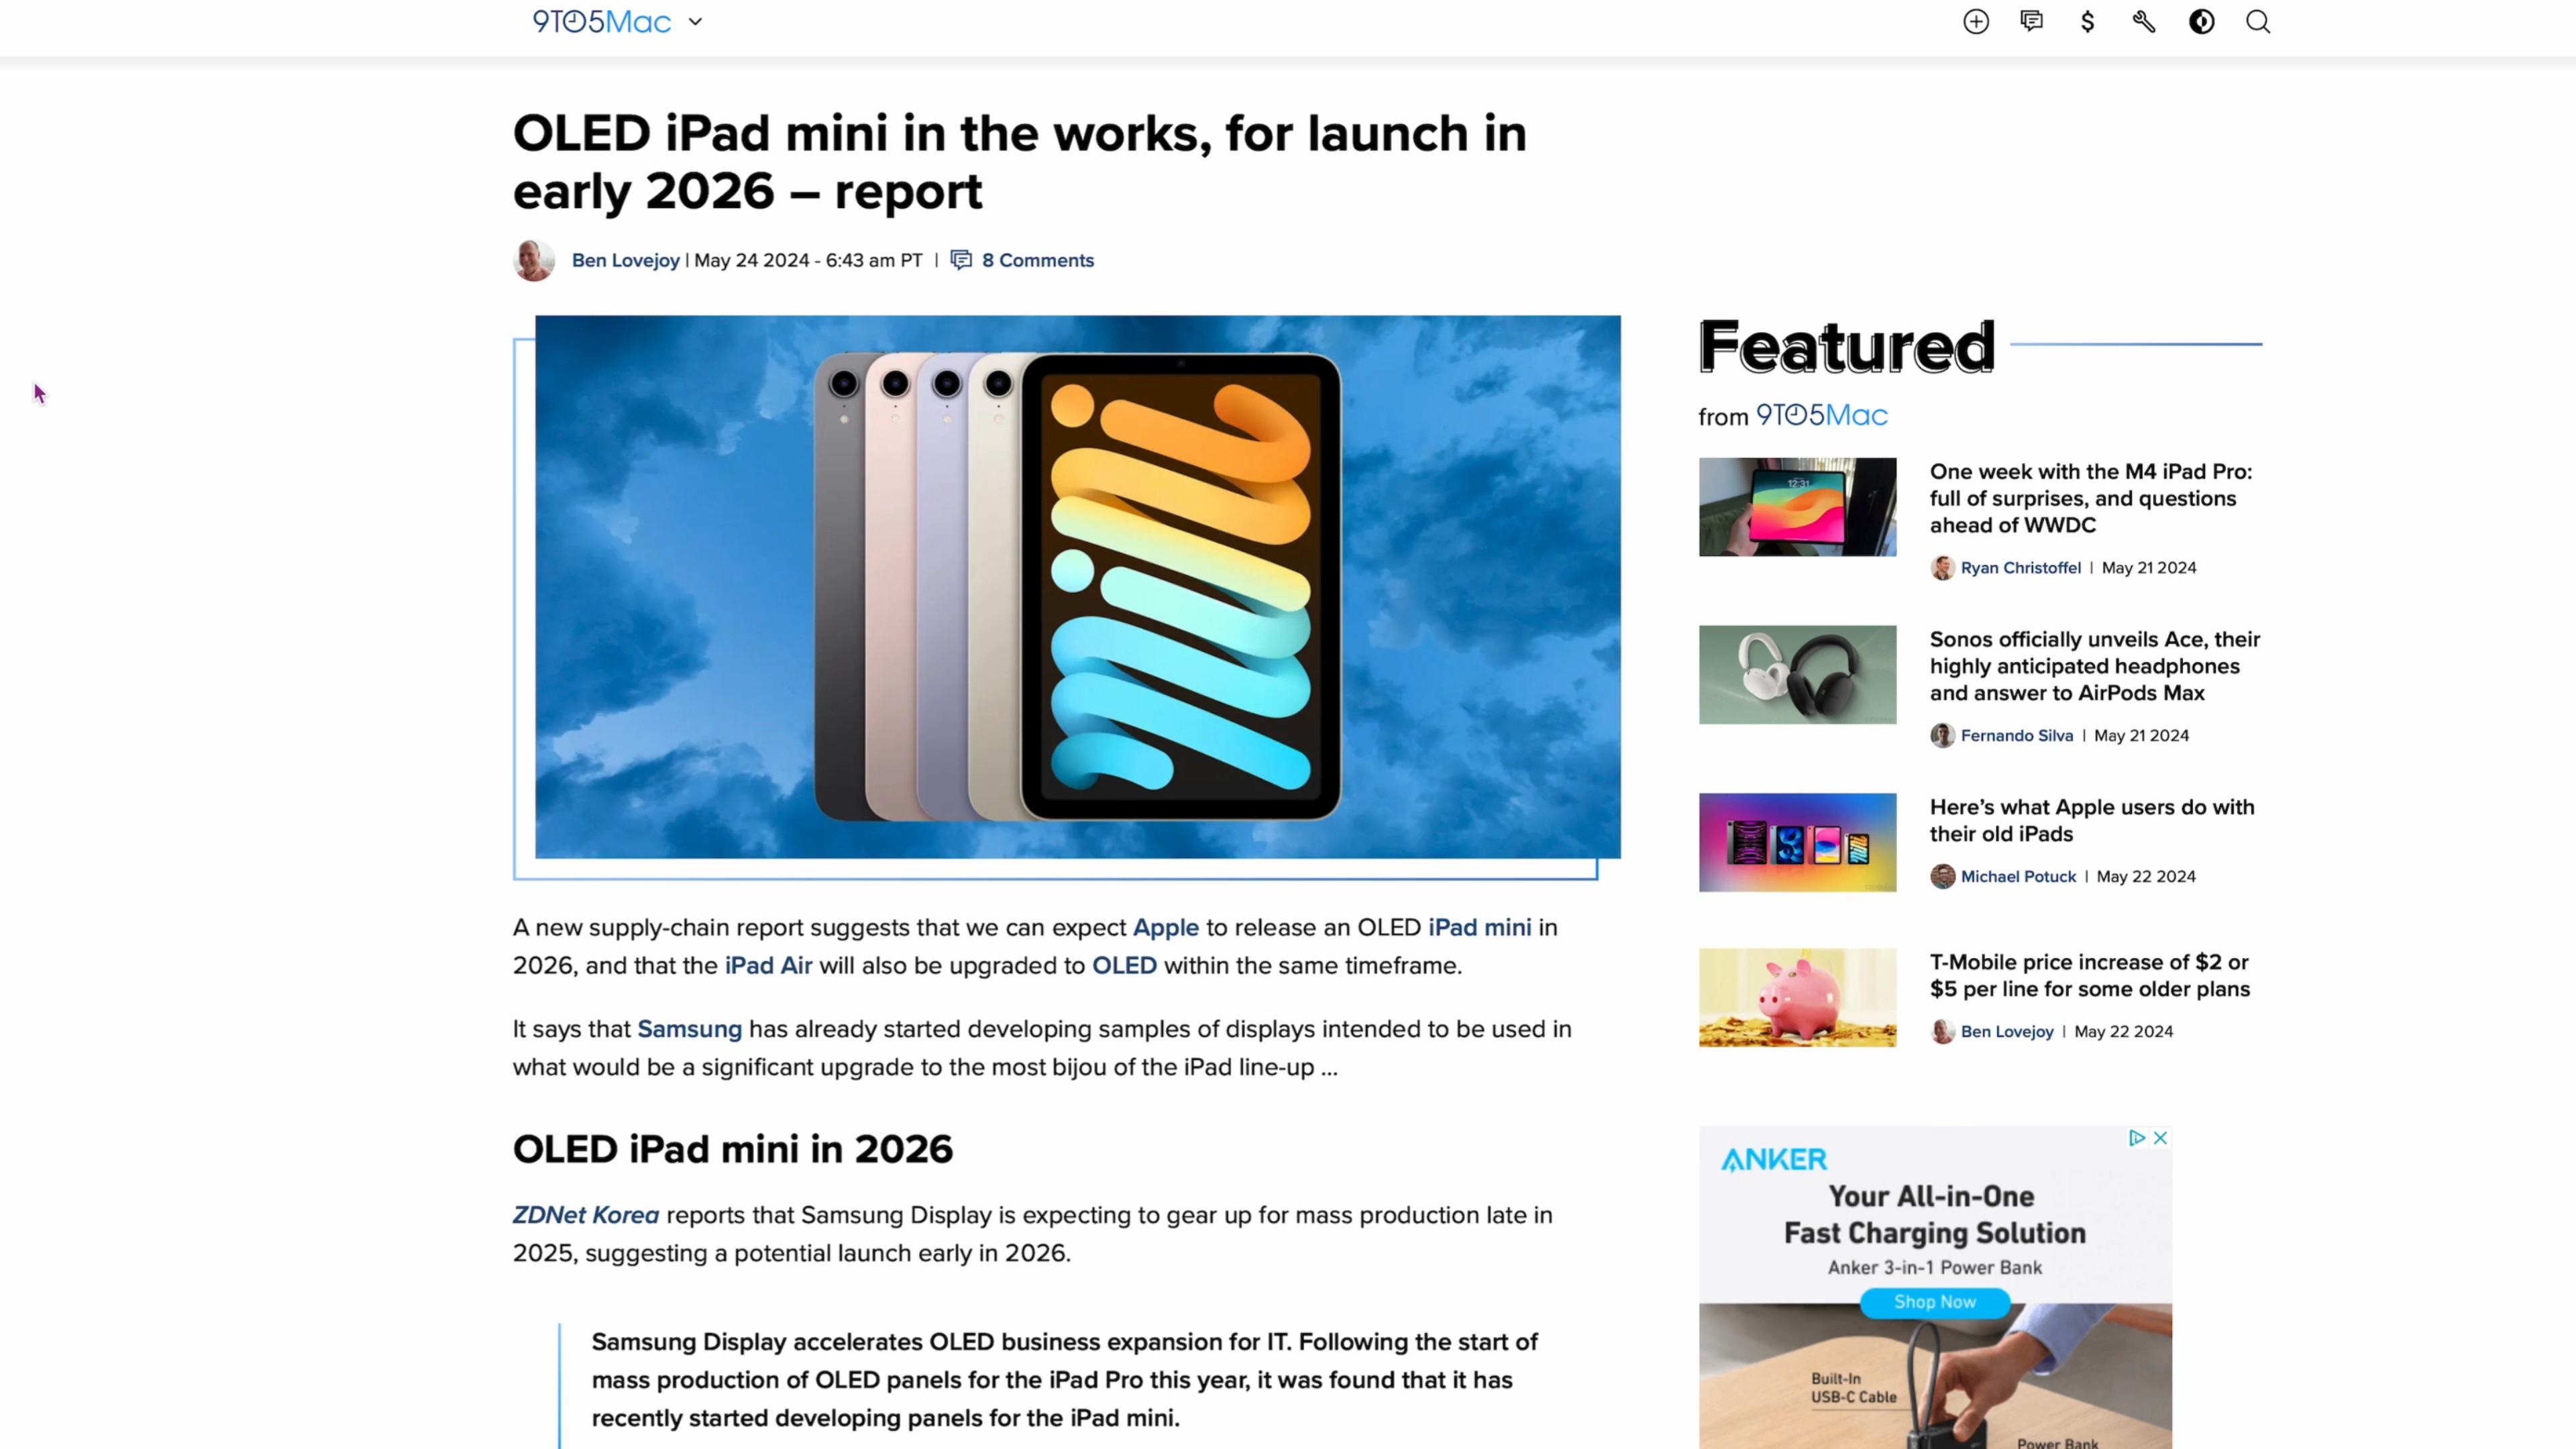 9TO5Mac
OLED iPad mini in the works, for launch in
early 2026 – report
Ben Lovejoy | May 24 2024 - 6:43 am PT | 8 Comments
A new supply-chain report suggests that we can expect Apple to release an OLED iPad mini in
2026, and that the iPad Air will also be upgraded to OLED within the same timeframe.
It says that Samsung has already started developing samples of displays intended to be used in
what would be a significant upgrade to the most bijou of the iPad line-up ...
OLED iPad mini in 2026
ZDNet Korea reports that Samsung Display is expecting to gear up for mass production late in
2025, suggesting a potential launch early in 2026.
Samsung Display accelerates OLED business expansion for IT. Following the start of
mass production of OLED panels for the iPad Pro this year, it was found that it has
recently started developing panels for the iPad mini.
Featured
from 9TO5Mac
12:31
One week with the M4 iPad Pro:
full of surprises, and questions
ahead of WWDC
Ryan Christoffel | May 21 2024
Sonos officially unveils Ace, their
highly anticipated headphones
and answer to AirPods Max
Fernando Silva | May 21 2024
Here's what Apple users do with
their old iPads
Michael Potuck | May 22 2024
T-Mobile price increase of $2 or
$5 per line for some older plans
Ben Lovejoy | May 22 2024
ANKER
Your All-in-One
Fast Charging Solution
Anker 3-in-1 Power Bank
Shop Now
Built-In
USB-C Cable
Power Bank